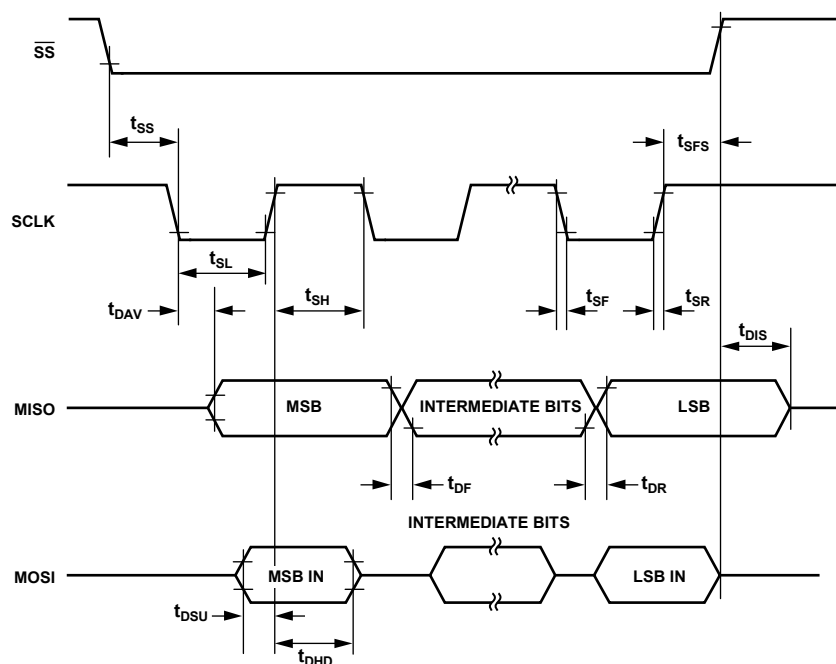 SS
tSS
tSFS
SCLK
tSL
tSH
tSF
tSR
tDAV
tDIS
MISO
MSB
INTERMEDIATE BITS
LSB
tDF
tDR
INTERMEDIATE BITS
MOSI
MSB IN
LSB IN
tDSU
tDHD